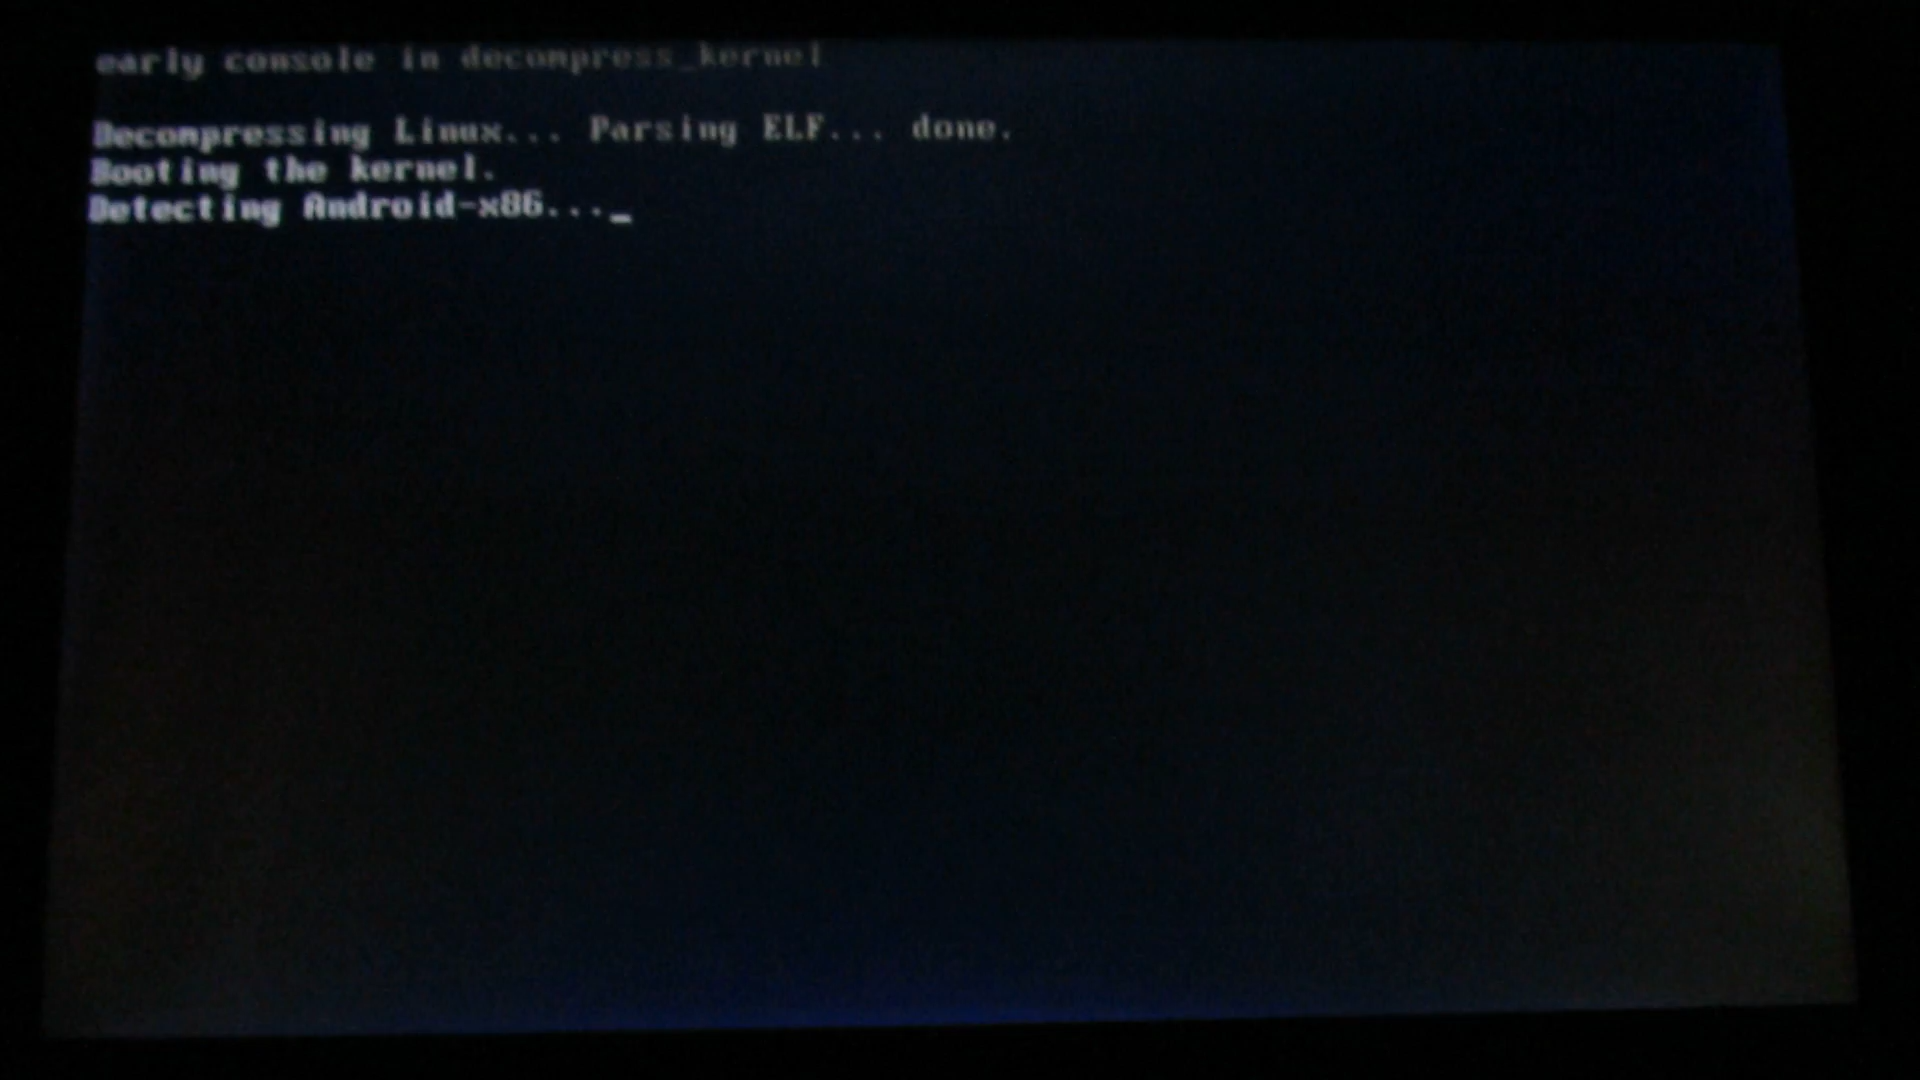 early console in decompress_kernel
Decompressing Linux... Parsing ELF... done.
Booting the kernel.
Detecting Android-x86..._